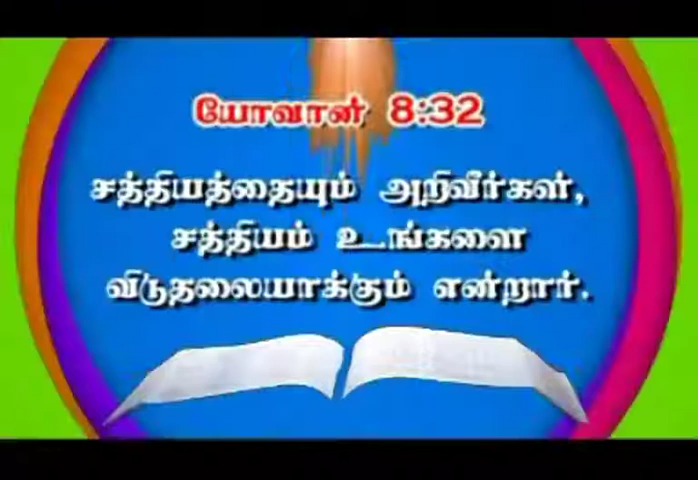 யோவான் 8:32
சத்தியத்தையும் அறிவீர்கள்,
சத்தியம் உங்களை
விடுதலையாக்கும் என்றார்.